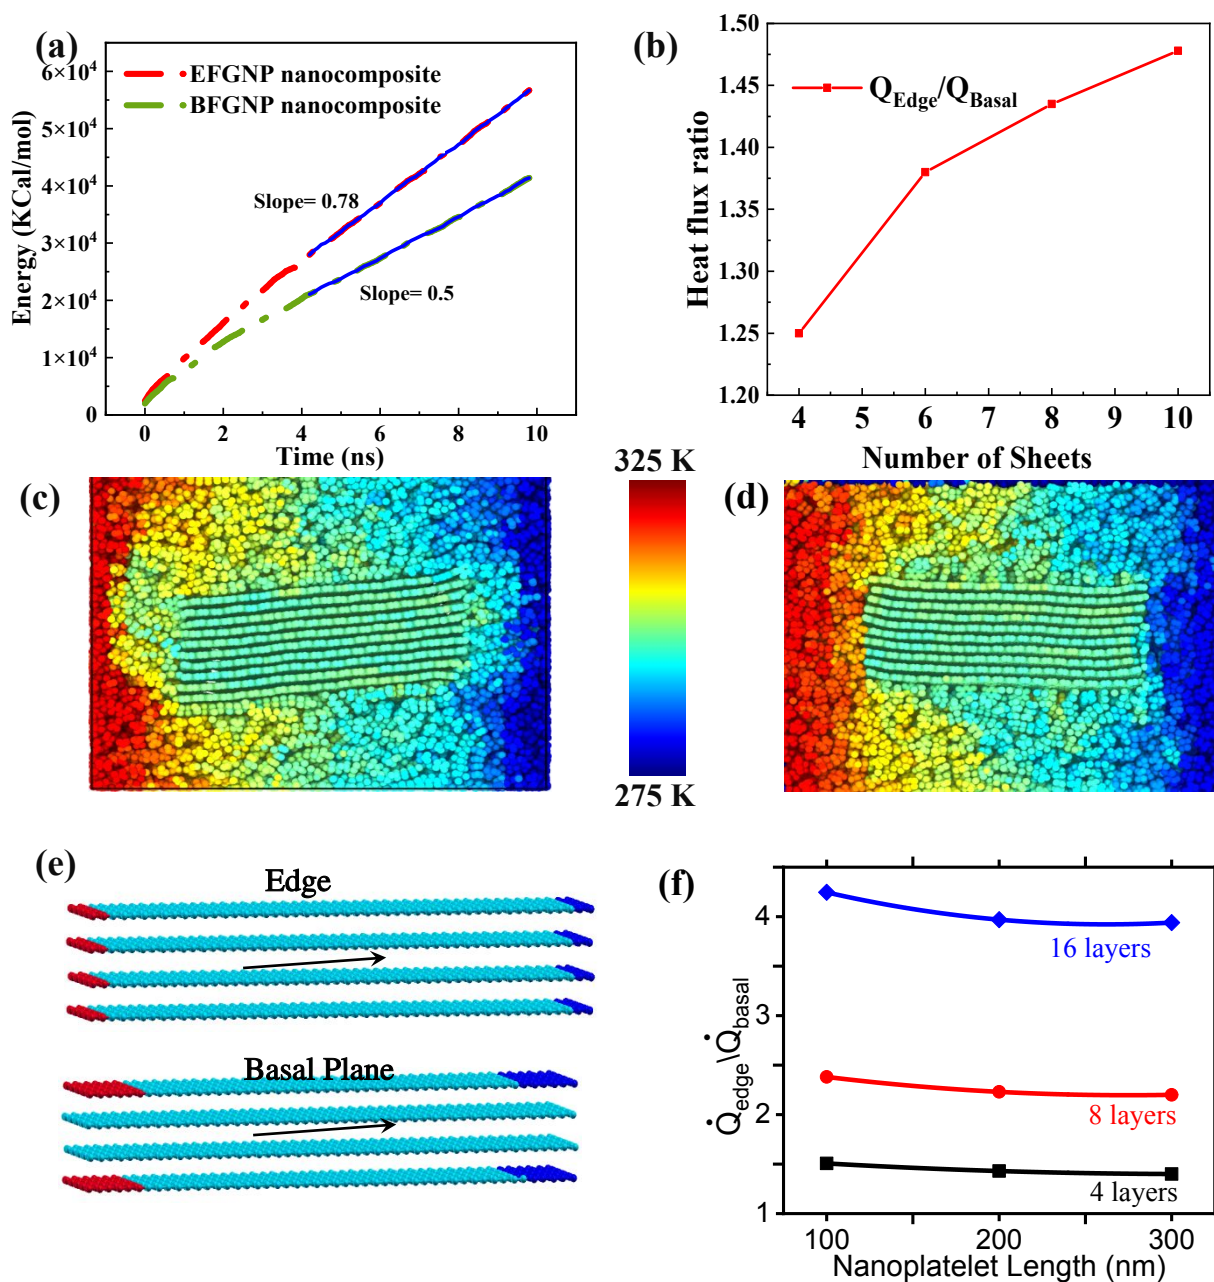 (a)
EFGNP nanocomposite
BFGNP nanocomposite
6×10⁴
5×10⁴
4×10⁴
3×10⁴
2×10⁴
1×10⁴
0
Energy (KCal/mol)
Slope= 0.78
Slope= 0.5
0 2 4 6 8 10
Time (ns)
(b)
1.50
1.45
1.40
1.35
1.30
1.25
1.20
Heat flux ratio
Q_Edge/Q_Basal
4 5 6 7 8 9 10
Number of Sheets
(c)
325 K
275 K
(d)
(e)
Edge
Basal Plane
(f)
4
3
2
1
Q̇_edge\Q̇_basal
16 layers
8 layers
4 layers
100 200 300
Nanoplatelet Length (nm)